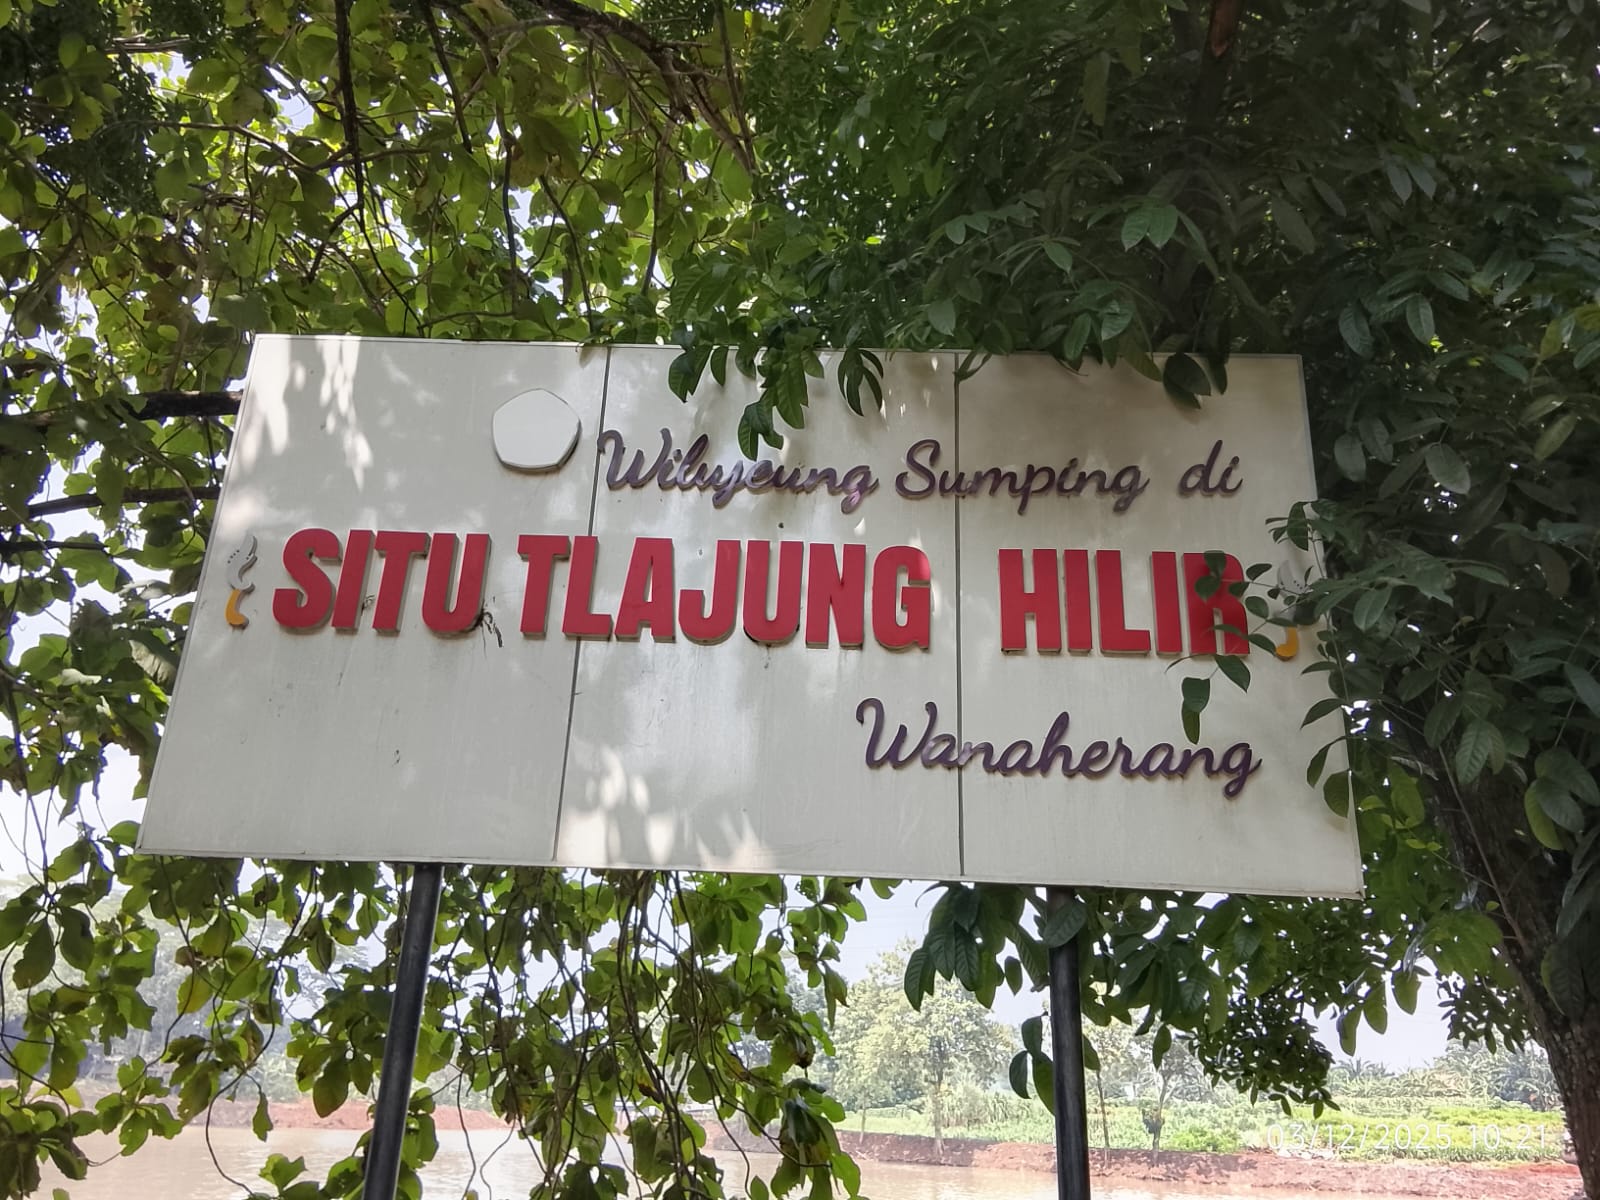 Wilujeung Sumping di
SITU TLAJUNG HILIR
Wanaherang
03/12/2025 10:21